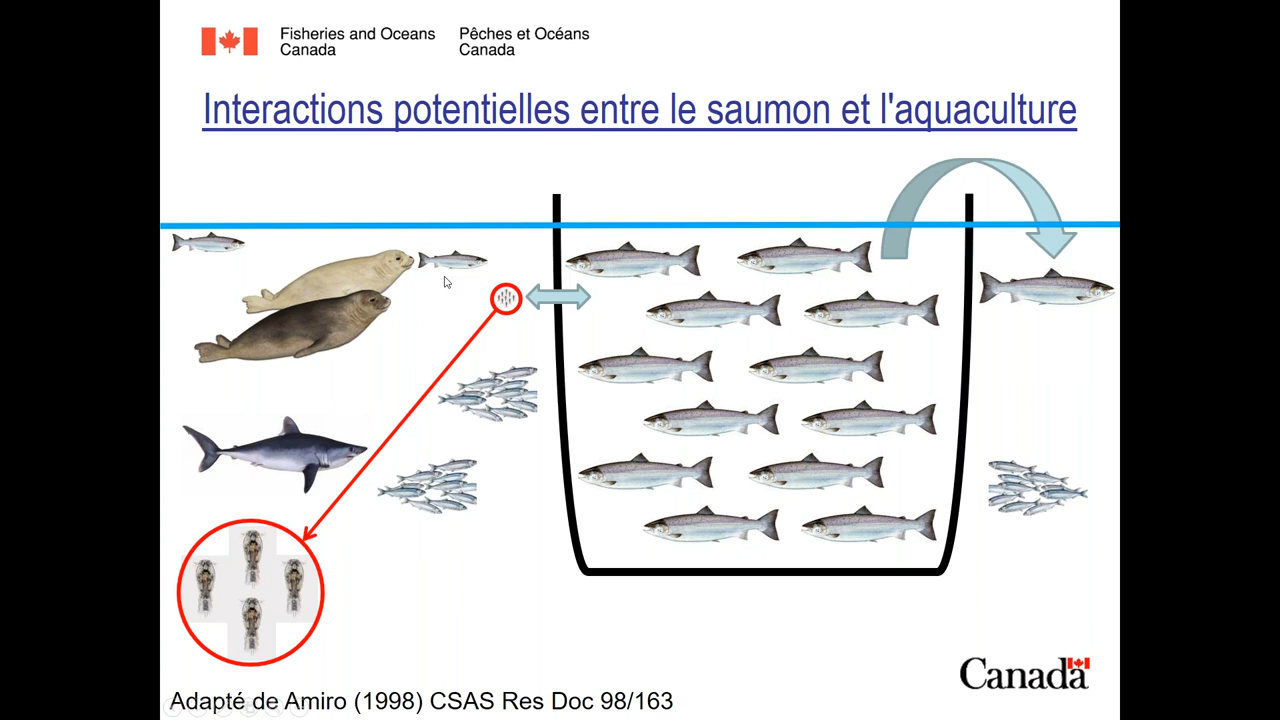 Fisheries and Oceans
Canada
Pêches et Océans
Canada
Interactions potentielles entre le saumon et l'aquaculture
Canada
Adapté de Amiro (1998) CSAS Res Doc 98/163